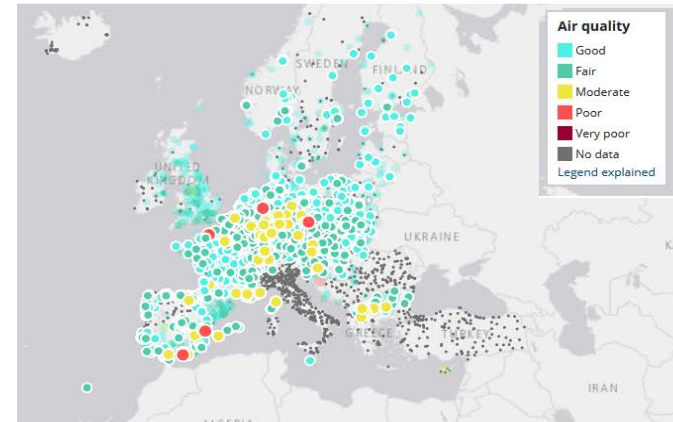 Air quality
Good
Fair
Moderate
Poor
Very poor
No data
Legend explained
SWEDEN
FINLAND
NORWAY
UNITED
KINGDOM
UKRAINE
GREECE
TURKEY
IRAN
ALGERIA